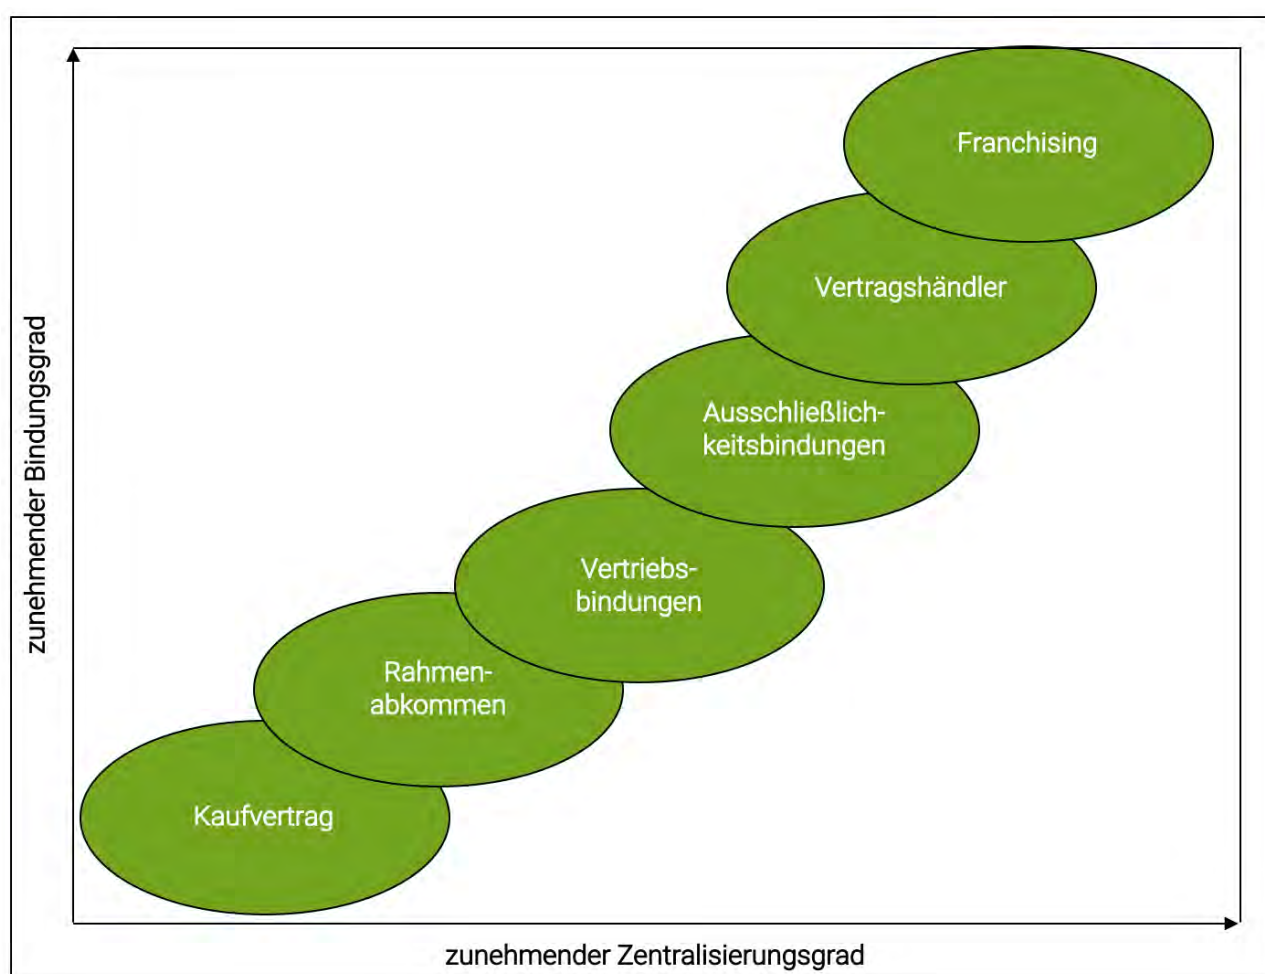 Franchising
Vertragshändler
Ausschließlich-
keitsbindungen
Vertriebs-
bindungen
Rahmen-
abkommen
Kaufvertrag
zunehmender Bindungsgrad
zunehmender Zentralisierungsgrad